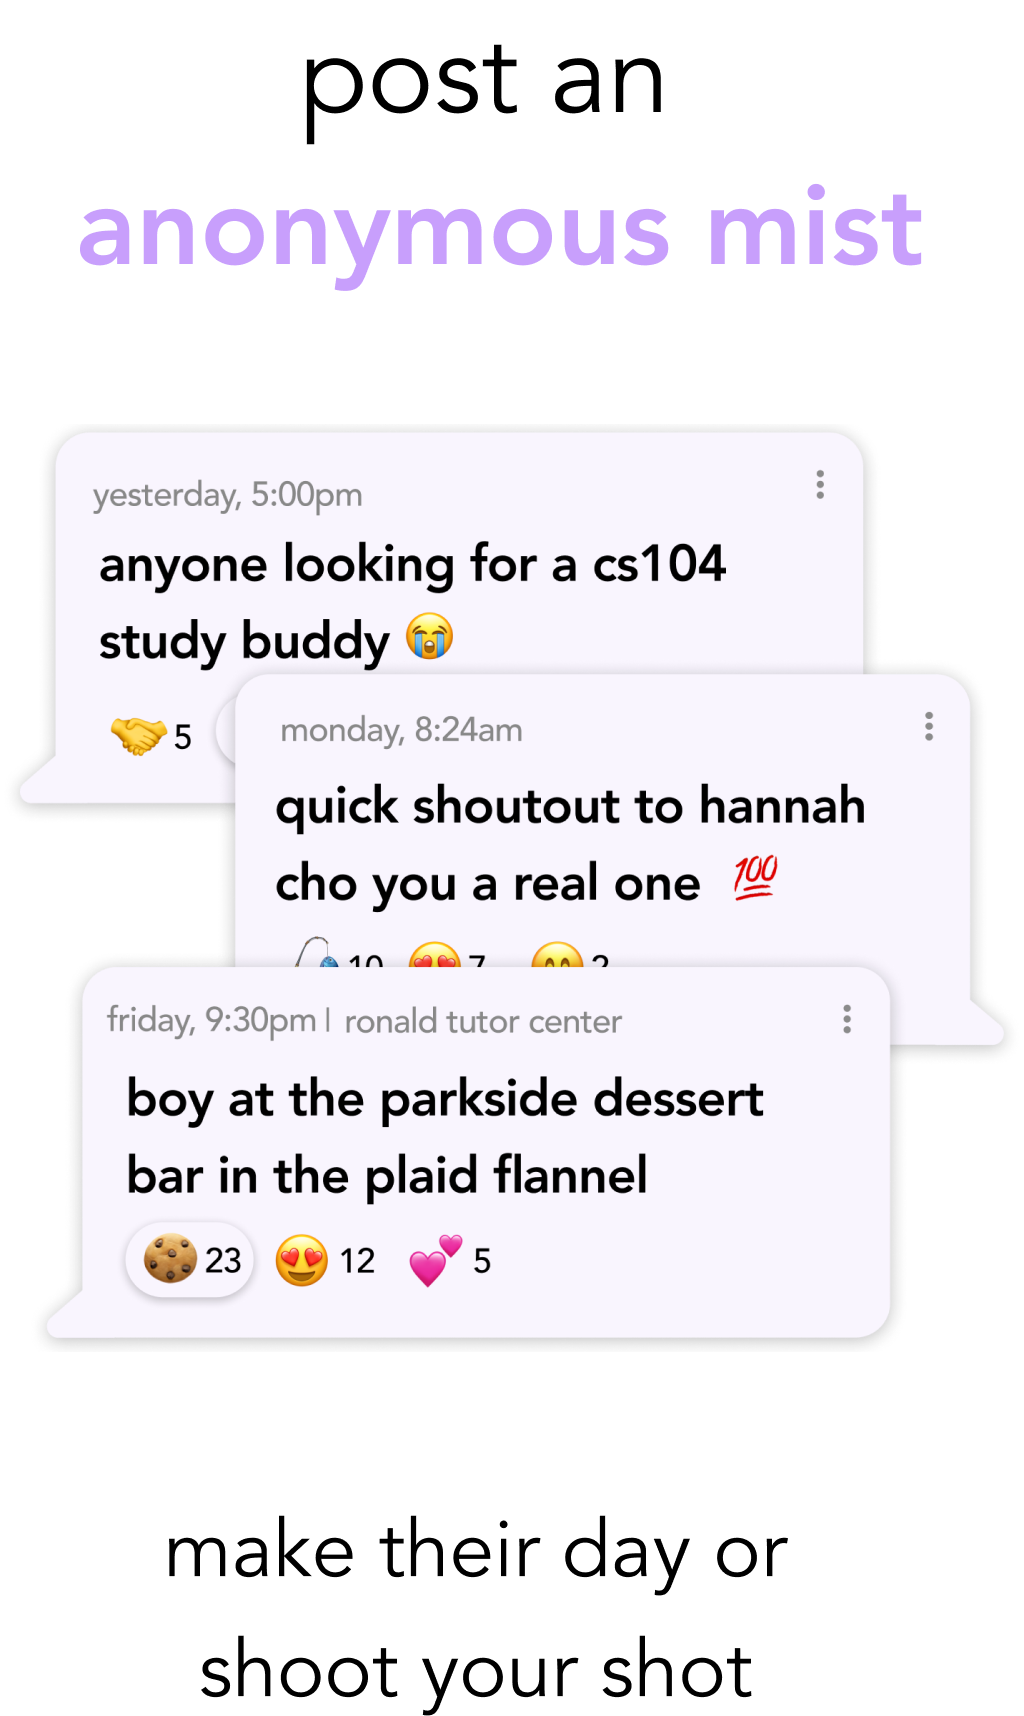 post an
anonymous mist
yesterday, 5:00pm
anyone looking for a cs104
study buddy 😭
🤝 5
monday, 8:24am
quick shoutout to hannah
cho you a real one 💯
🎣 10 😍 7 😊 2
friday, 9:30pm | ronald tutor center
boy at the parkside dessert
bar in the plaid flannel
🍪 23 😍 12 💕 5
make their day or
shoot your shot